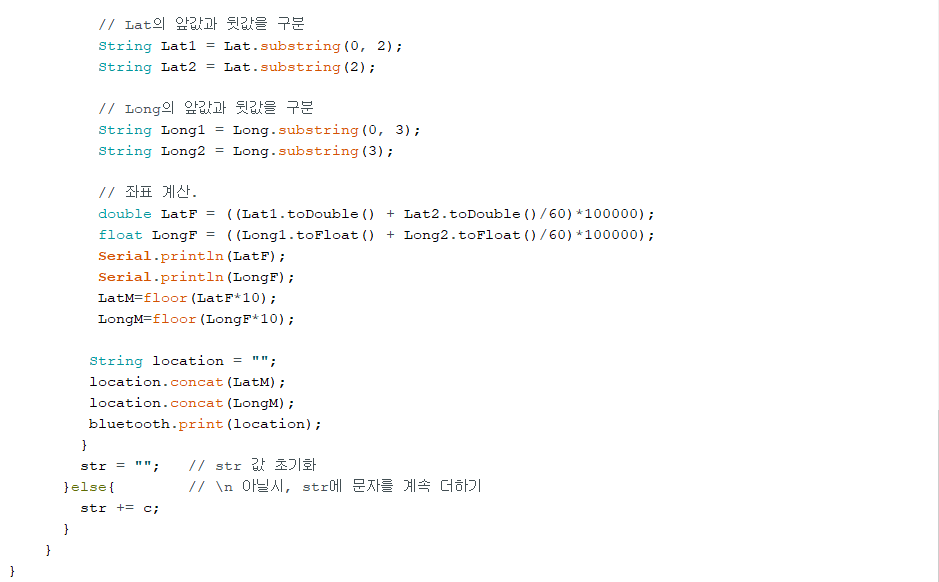 // Lat의 앞값과 뒷값을 구분
String Lat1 = Lat.substring(0, 2);
String Lat2 = Lat.substring(2);
// Long의 앞값과 뒷값을 구분
String Long1 = Long.substring(0, 3);
String Long2 = Long.substring(3);
// 좌표 계산.
double LatF = ((Lat1.toDouble() + Lat2.toDouble()/60)*100000);
float LongF = ((Long1.toFloat() + Long2.toFloat()/60)*100000);
Serial.println(LatF);
Serial.println(LongF);
LatM=floor(LatF*10);
LongM=floor(LongF*10);
String location = "";
location.concat(LatM);
location.concat(LongM);
bluetooth.print(location);
}
str = "";   // str 값 초기화
}else{        // \n 아닐시, str에 문자를 계속 더하기
str += c;
}
}
}